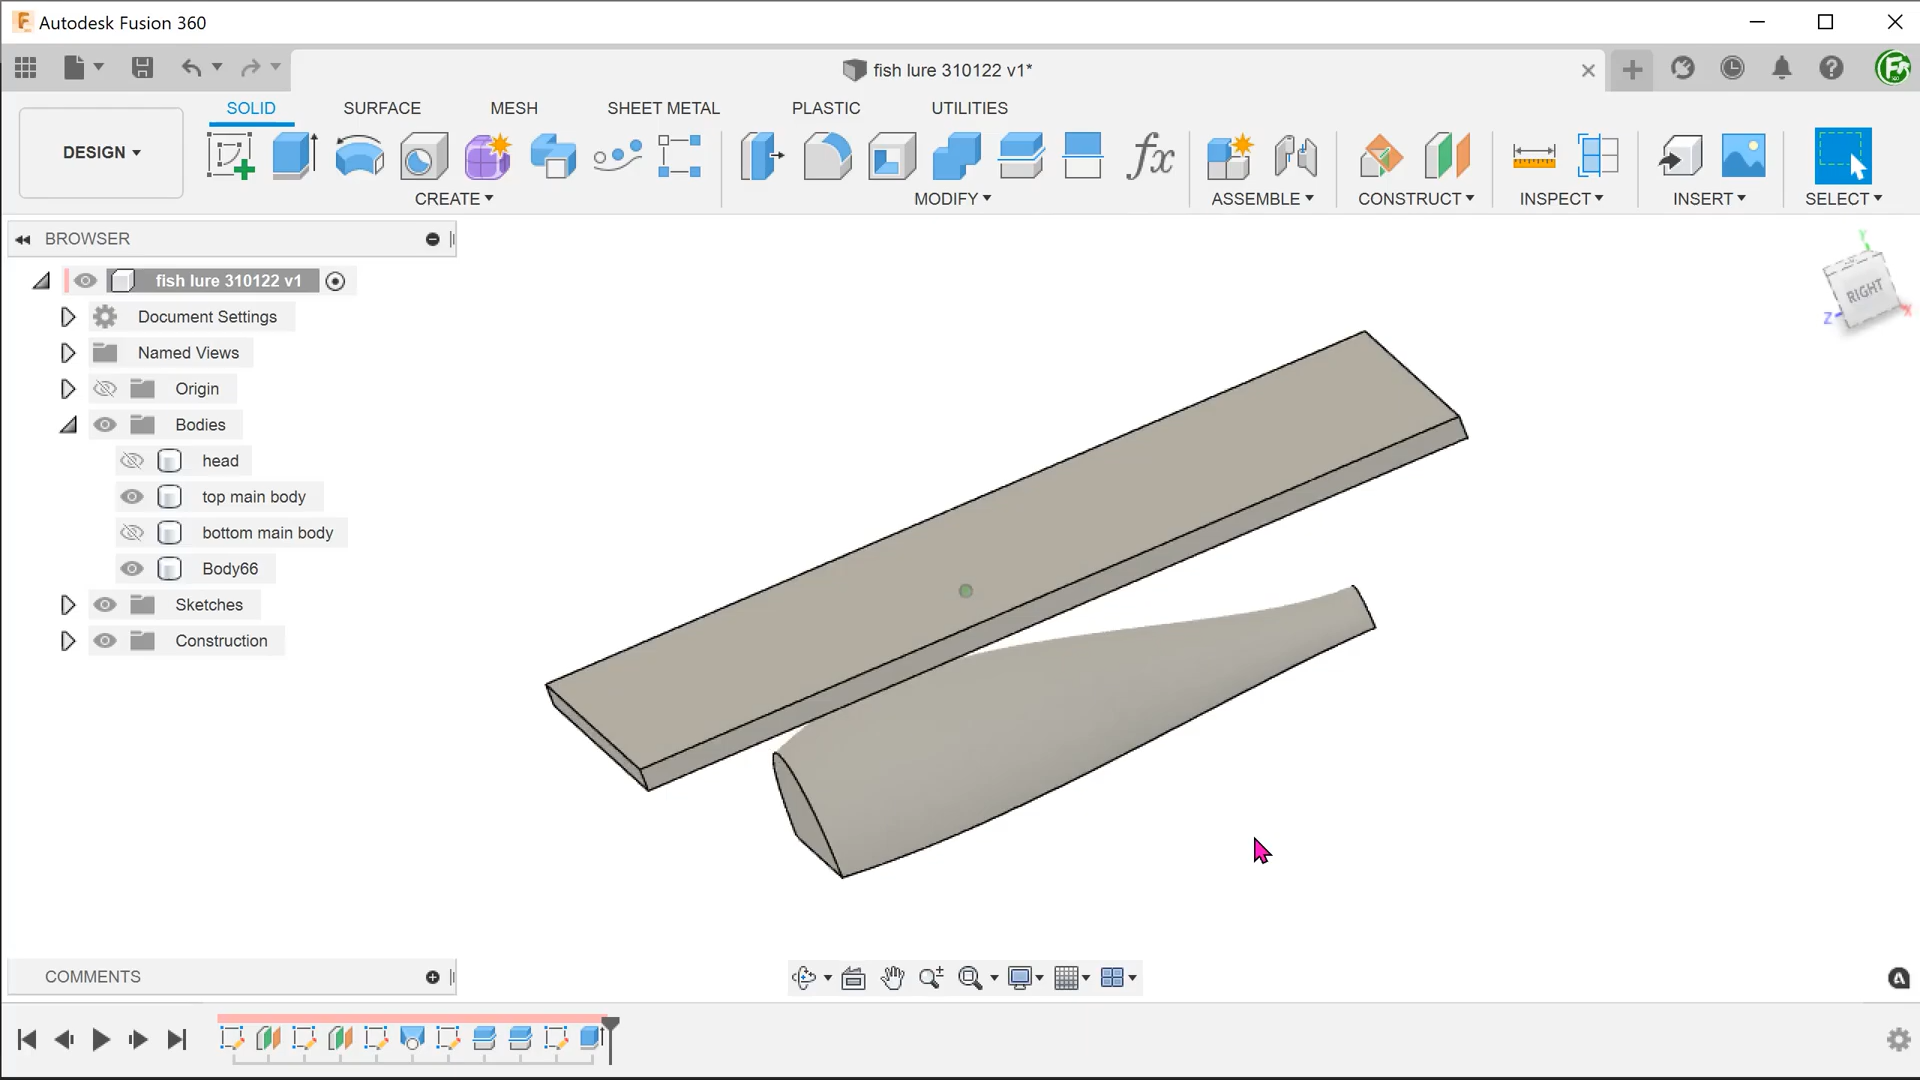 Autodesk Fusion 360
fish lure 310122 v1*
SOLID SURFACE MESH SHEET METAL PLASTIC UTILITIES
DESIGN
CREATE MODIFY ASSEMBLE CONSTRUCT INSPECT INSERT SELECT
BROWSER
fish lure 310122 v1
Document Settings
Named Views
Origin
Bodies
head
top main body
bottom main body
Body66
Sketches
Construction
Y
RIGHT
Z
X
COMMENTS